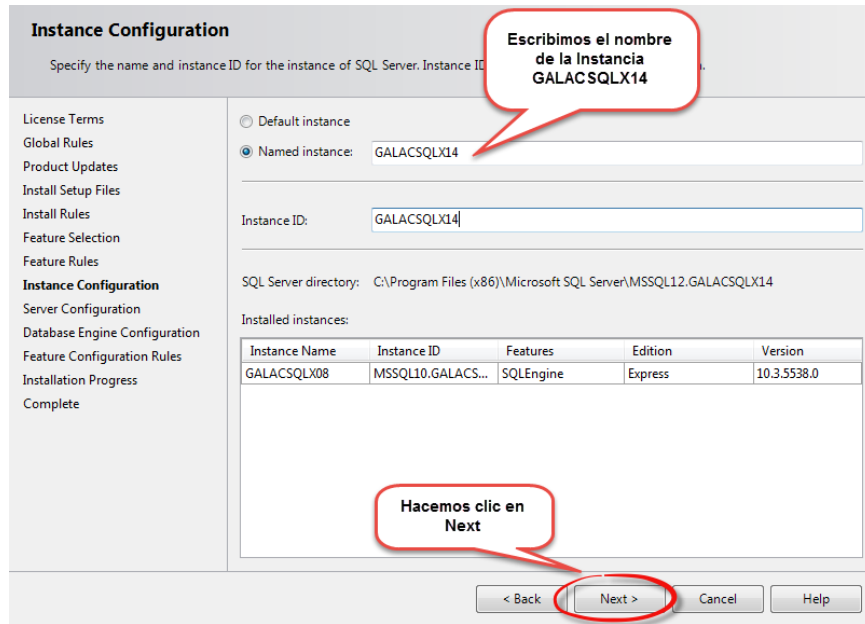 Instance Configuration
Specify the name and instance ID for the instance of SQL Server. Instance ID
Escribimos el nombre
de la Instancia
GALACSQLX14
License Terms
Global Rules
Product Updates
Install Setup Files
Install Rules
Feature Selection
Feature Rules
Instance Configuration
Server Configuration
Database Engine Configuration
Feature Configuration Rules
Installation Progress
Complete
Default instance
Named instance: GALACSQLX14
Instance ID: GALACSQLX14
SQL Server directory: C:\Program Files (x86)\Microsoft SQL Server\MSSQL12.GALACSQLX14
Installed instances:
Instance Name Instance ID Features Edition Version
GALACSQLX08 MSSQL10.GALACS... SQLEngine Express 10.3.5538.0
Hacemos clic en
Next
< Back Next > Cancel Help